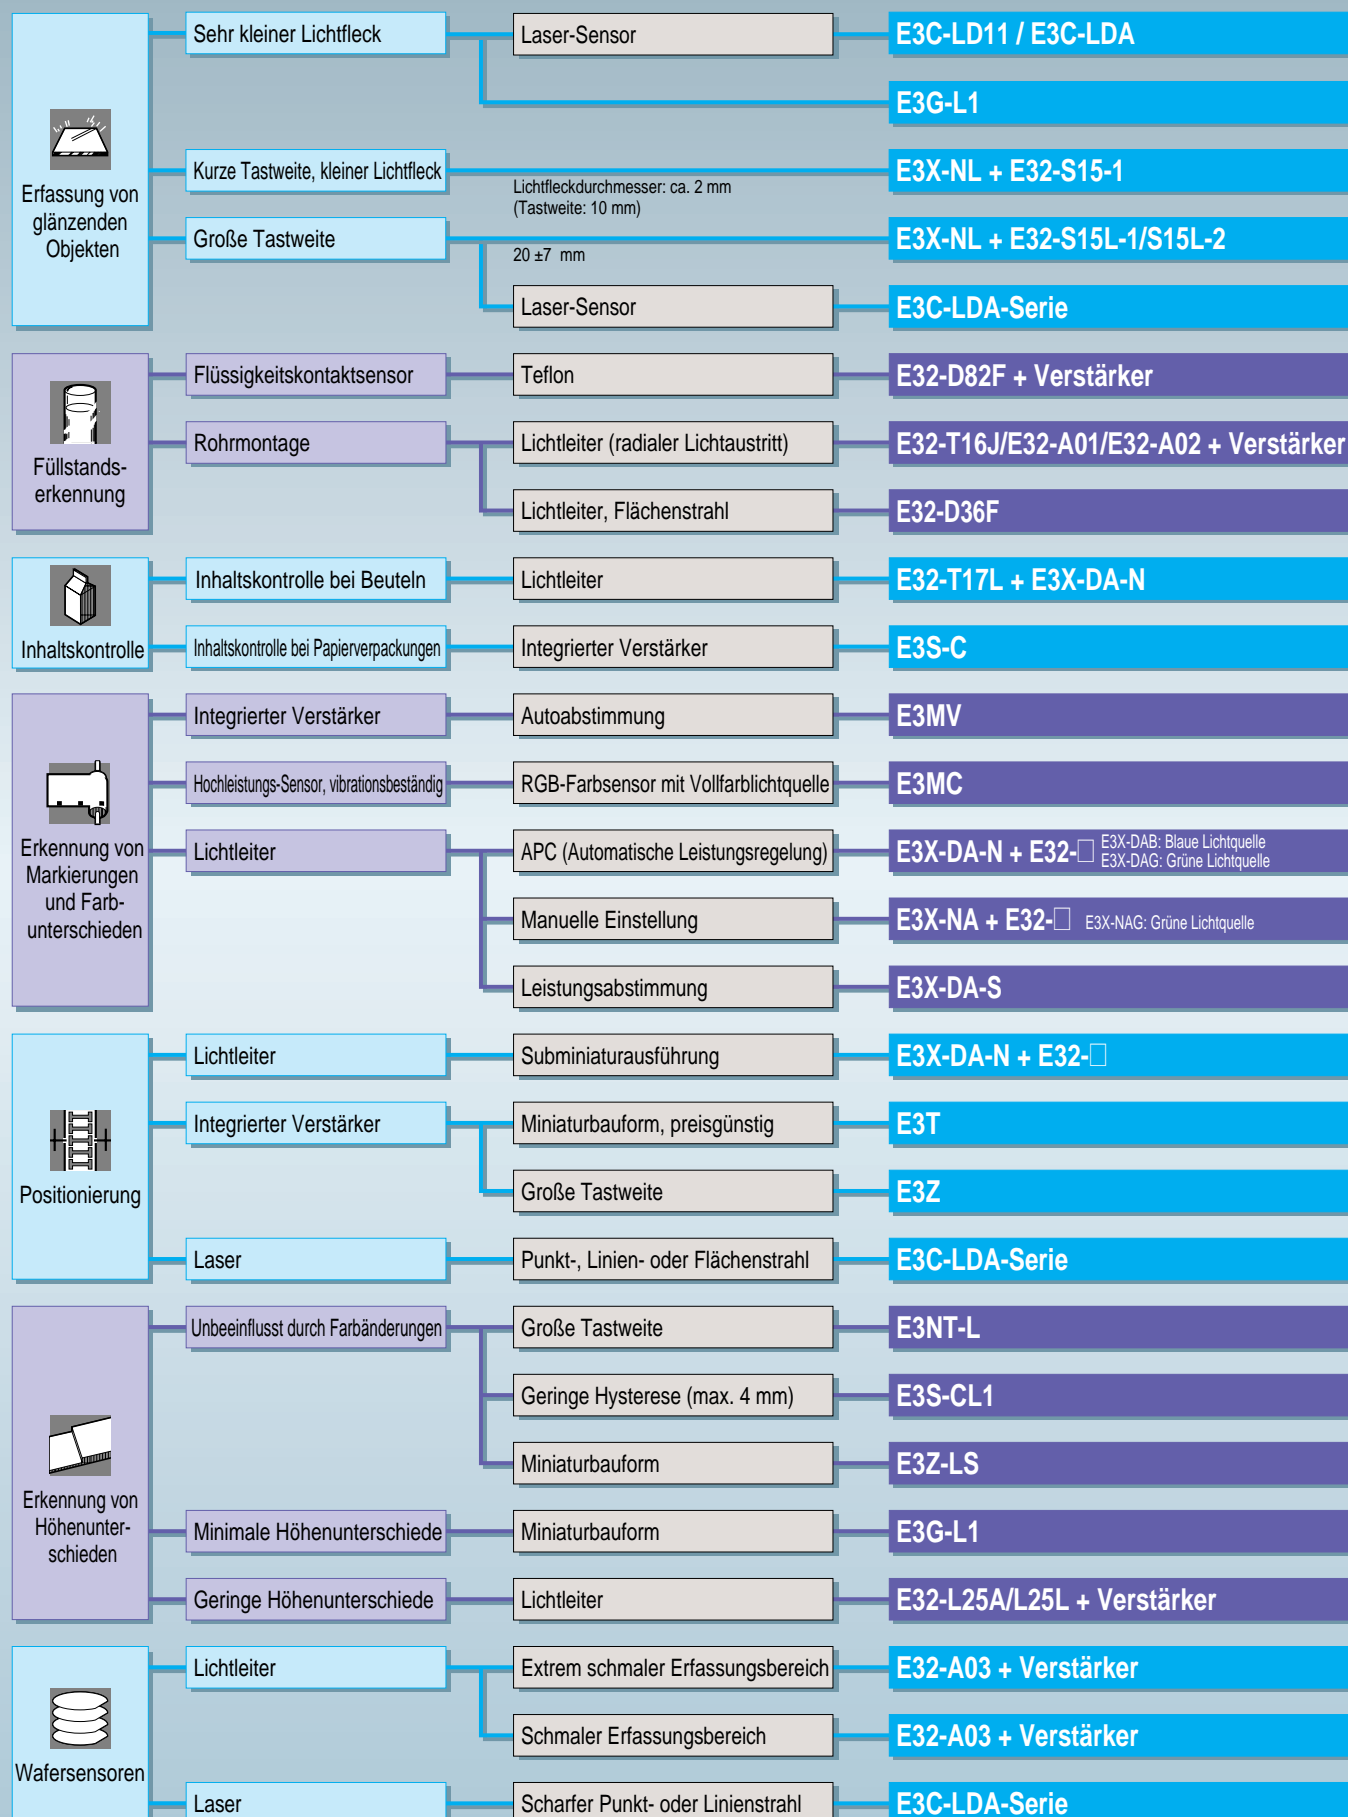 Erfassung von
glänzenden
Objekten
Sehr kleiner Lichtfleck
Laser-Sensor
E3C-LD11 / E3C-LDA
E3G-L1
Kurze Tastweite, kleiner Lichtfleck
Lichtfleckdurchmesser: ca. 2 mm
(Tastweite: 10 mm)
E3X-NL + E32-S15-1
Große Tastweite
20 ±7 mm
E3X-NL + E32-S15L-1/S15L-2
Laser-Sensor
E3C-LDA-Serie
Füllstands-
erkennung
Flüssigkeitskontaktsensor
Teflon
E32-D82F + Verstärker
Rohrmontage
Lichtleiter (radialer Lichtaustritt)
E32-T16J/E32-A01/E32-A02 + Verstärker
Lichtleiter, Flächenstrahl
E32-D36F
Inhaltskontrolle
Inhaltskontrolle bei Beuteln
Lichtleiter
E32-T17L + E3X-DA-N
Inhaltskontrolle bei Papierverpackungen
Integrierter Verstärker
E3S-C
Erkennung von
Markierungen
und Farb-
unterschieden
Integrierter Verstärker
Autoabstimmung
E3MV
Hochleistungs-Sensor, vibrationsbeständig
RGB-Farbsensor mit Vollfarblichtquelle
E3MC
Lichtleiter
APC (Automatische Leistungsregelung)
E3X-DA-N + E32-□
E3X-DAB: Blaue Lichtquelle
E3X-DAG: Grüne Lichtquelle
Manuelle Einstellung
E3X-NA + E32-□ E3X-NAG: Grüne Lichtquelle
Leistungsabstimmung
E3X-DA-S
Positionierung
Lichtleiter
Subminiaturausführung
E3X-DA-N + E32-□
Integrierter Verstärker
Miniaturbauform, preisgünstig
E3T
Große Tastweite
E3Z
Laser
Punkt-, Linien- oder Flächenstrahl
E3C-LDA-Serie
Erkennung von
Höhenunter-
schieden
Unbeeinflusst durch Farbänderungen
Große Tastweite
E3NT-L
Geringe Hysterese (max. 4 mm)
E3S-CL1
Miniaturbauform
E3Z-LS
Minimale Höhenunterschiede
Miniaturbauform
E3G-L1
Geringe Höhenunterschiede
Lichtleiter
E32-L25A/L25L + Verstärker
Wafersensoren
Lichtleiter
Extrem schmaler Erfassungsbereich
E32-A03 + Verstärker
Schmaler Erfassungsbereich
E32-A03 + Verstärker
Laser
Scharfer Punkt- oder Linienstrahl
E3C-LDA-Serie